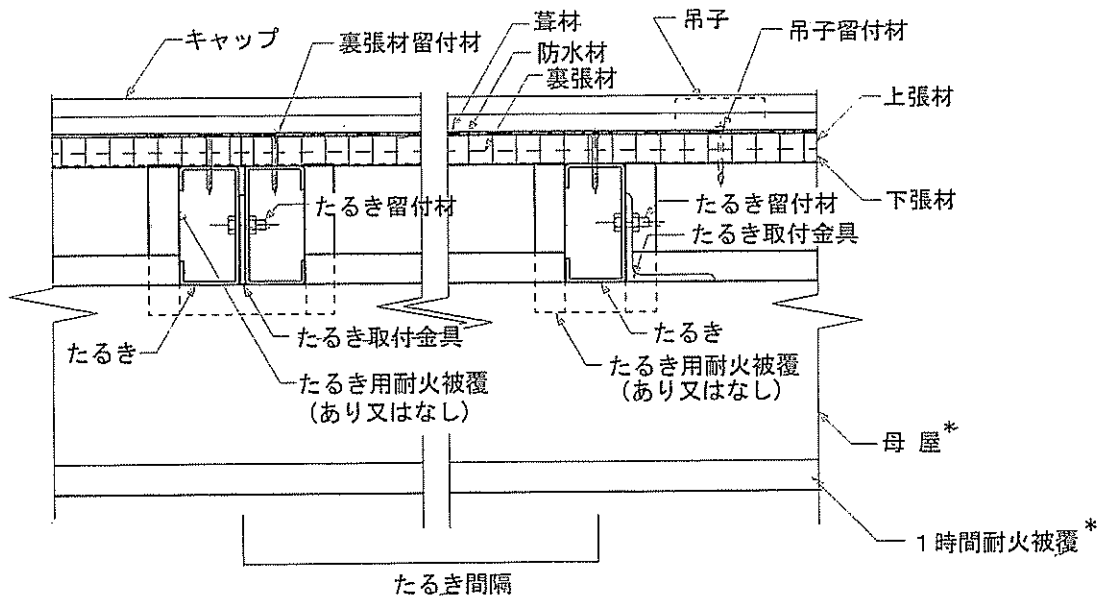 キャップ
裏張材留付材
葺材
防水材
裏張材
吊子
吊子留付材
上張材
下張材
たるき留付材
たるき留付材
たるき取付金具
たるき
たるき取付金具
たるき用耐火被覆
(あり又はなし)
たるき
たるき用耐火被覆
(あり又はなし)
母 屋*
1時間耐火被覆*
たるき間隔